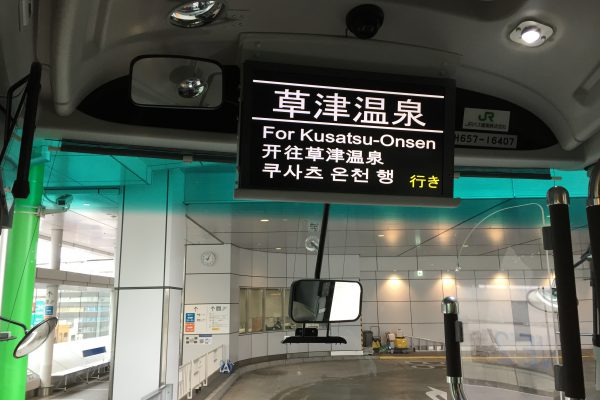 草津温泉
For Kusatsu-Onsen
开往草津温泉
쿠사츠 온천 행 行き
JR
H657-16407